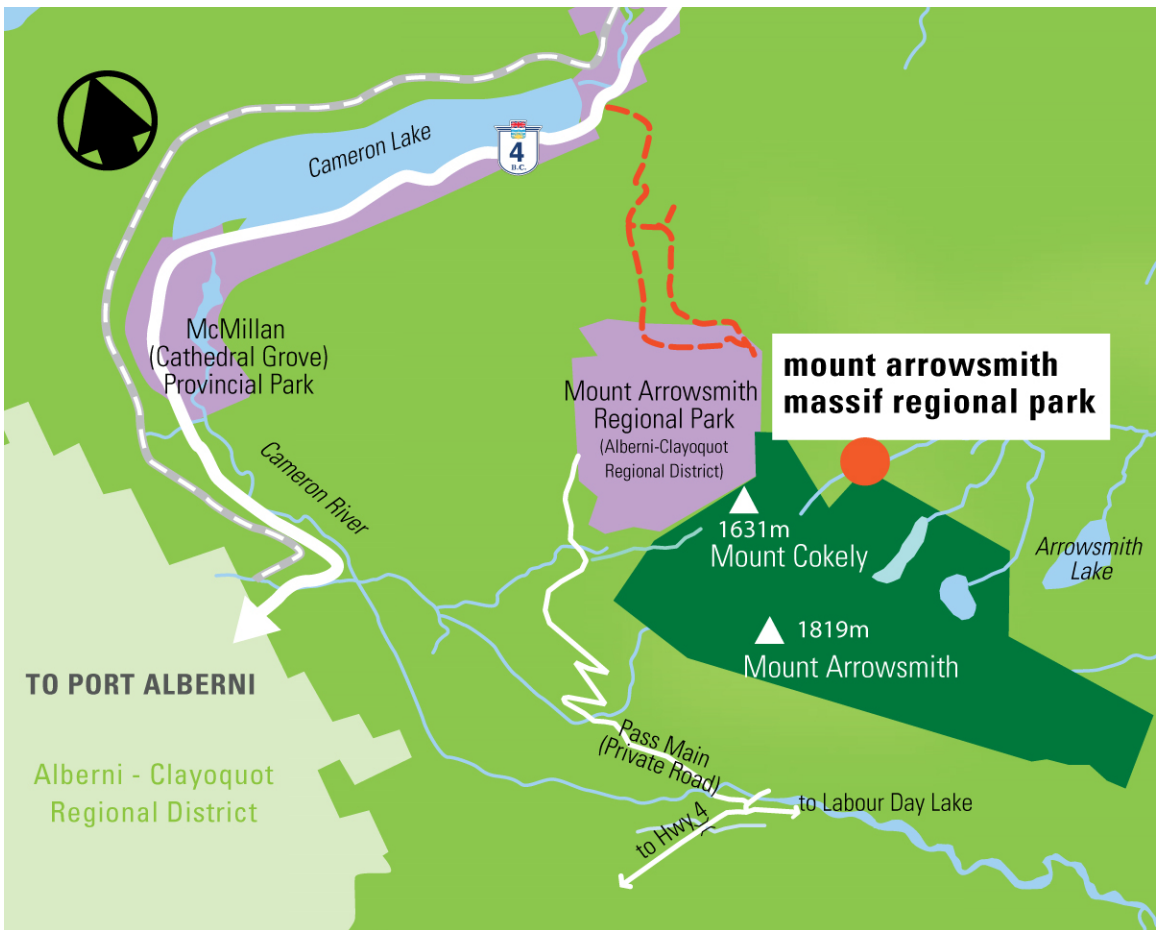 Cameron Lake
4
B.C.
McMillan
(Cathedral Grove)
Provincial Park
mount arrowsmith
massif regional park
Mount Arrowsmith
Regional Park
(Alberni-Clayoquot
Regional District)
Cameron River
1631m
Mount Cokely
Arrowsmith
Lake
1819m
Mount Arrowsmith
TO PORT ALBERNI
Alberni - Clayoquot
Regional District
Pass Main
(Private Road)
to Labour Day Lake
to Hwy 4